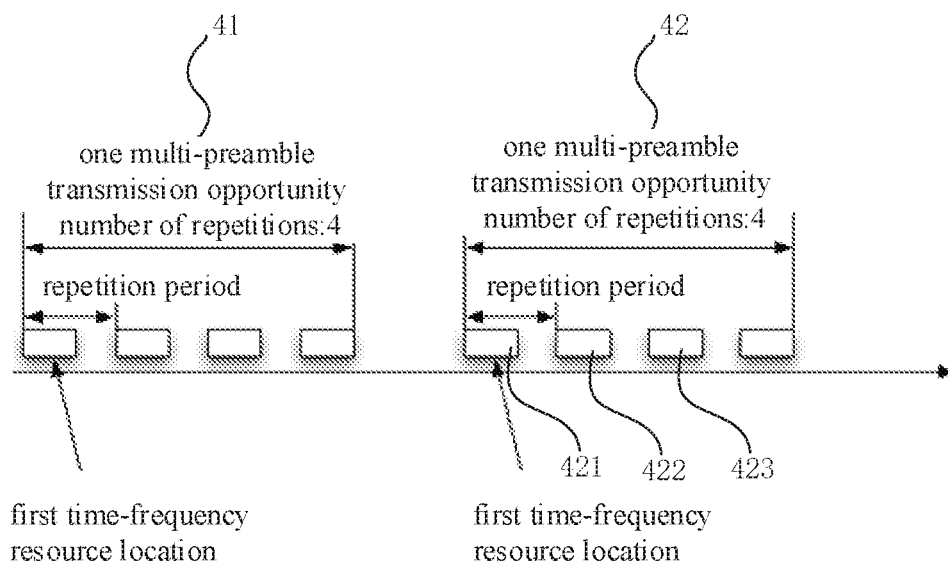 41
42
one multi-preamble
transmission opportunity
number of repetitions:4
one multi-preamble
transmission opportunity
number of repetitions:4
repetition period
repetition period
421
422
423
first time-frequency
resource location
first time-frequency
resource location